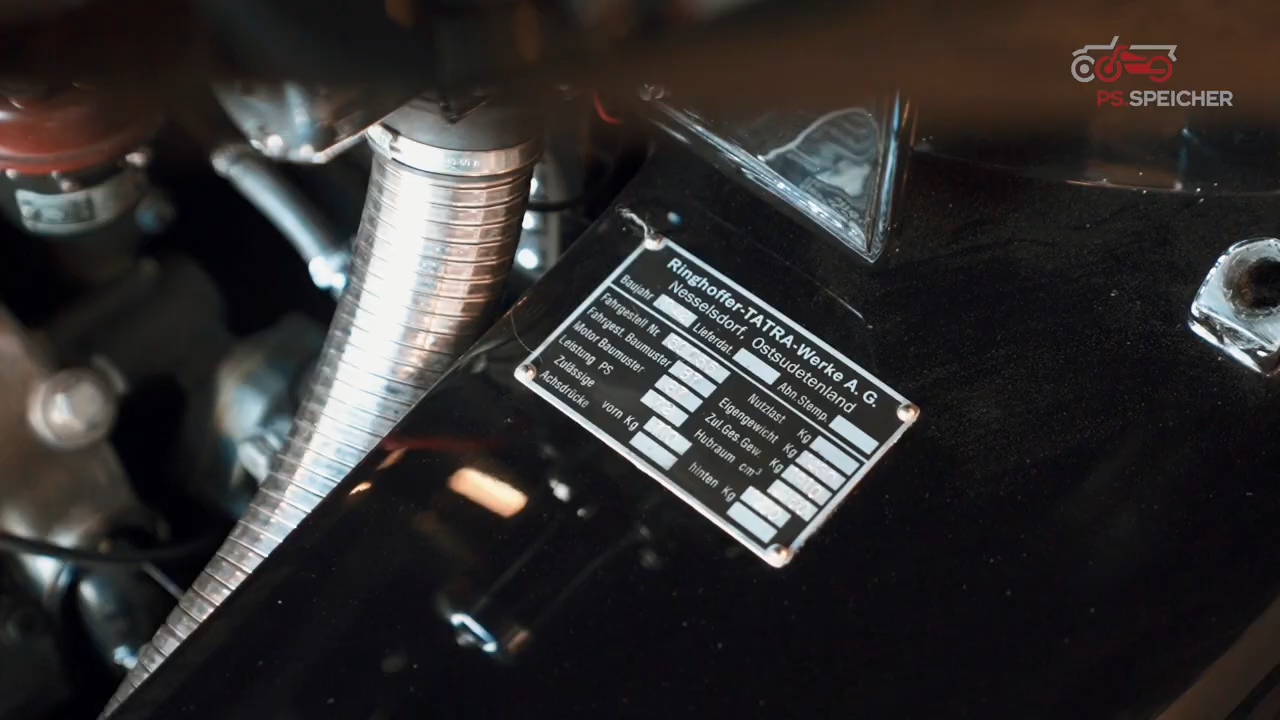 PS.SPEICHER
Ringhoffer-TATRA-Werke A. G.
Nesselsdorf, Ostsudetenland
Baujahr Lieferdat. Abn.Stemp.
Fahrgestell Nr. Nutzlast Kg
Fahrgest. Baumuster 87 Eigengewicht Kg
Motor Baumuster Zul.Ges.Gew. Kg
Leistung PS Hubraum cm³
Zulässige
Achsdrücke vorn Kg hinten Kg